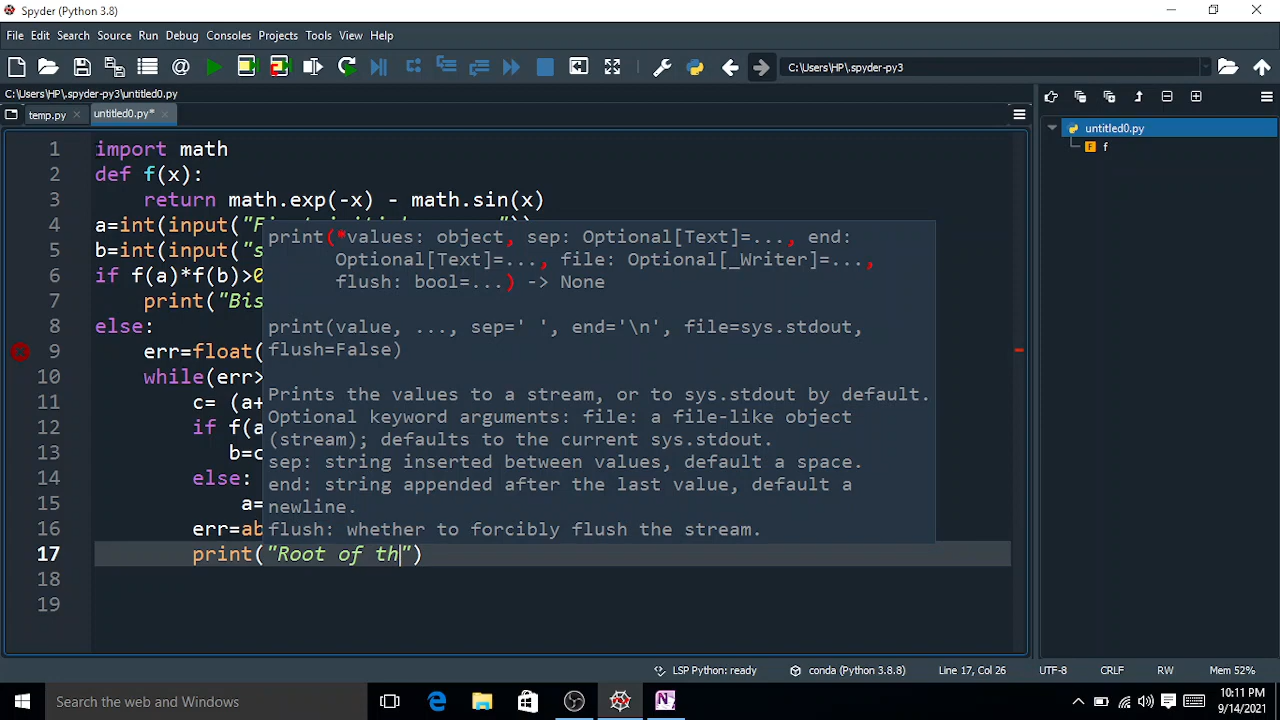 Spyder (Python 3.8)
File Edit Search Source Run Debug Consoles Projects Tools View Help
C:\Users\HP\.spyder-py3
C:\Users\HP\.spyder-py3\untitled0.py
temp.py untitled0.py*
untitled0.py
f
1 import math
2 def f(x):
3 return math.exp(-x) - math.sin(x)
4 a=int(input("
5 b=int(input("s
6 if f(a)*f(b)>0
7 print("Bis
8 else:
9 err=float(
10 while(err>
11 c= (a+
12 if f(a
13 b=c
14 else:
15 a=
16 err=ab
17 print("Root of th")
18
19
print(*values: object, sep: Optional[Text]=..., end:
Optional[Text]=..., file: Optional[_Writer]=...,
flush: bool=...) -> None
print(value, ..., sep=' ', end='\n', file=sys.stdout,
flush=False)
Prints the values to a stream, or to sys.stdout by default.
Optional keyword arguments: file: a file-like object
(stream); defaults to the current sys.stdout.
sep: string inserted between values, default a space.
end: string appended after the last value, default a
newline.
flush: whether to forcibly flush the stream.
LSP Python: ready conda (Python 3.8.8) Line 17, Col 26 UTF-8 CRLF RW Mem 52%
Search the web and Windows
10:11 PM
9/14/2021